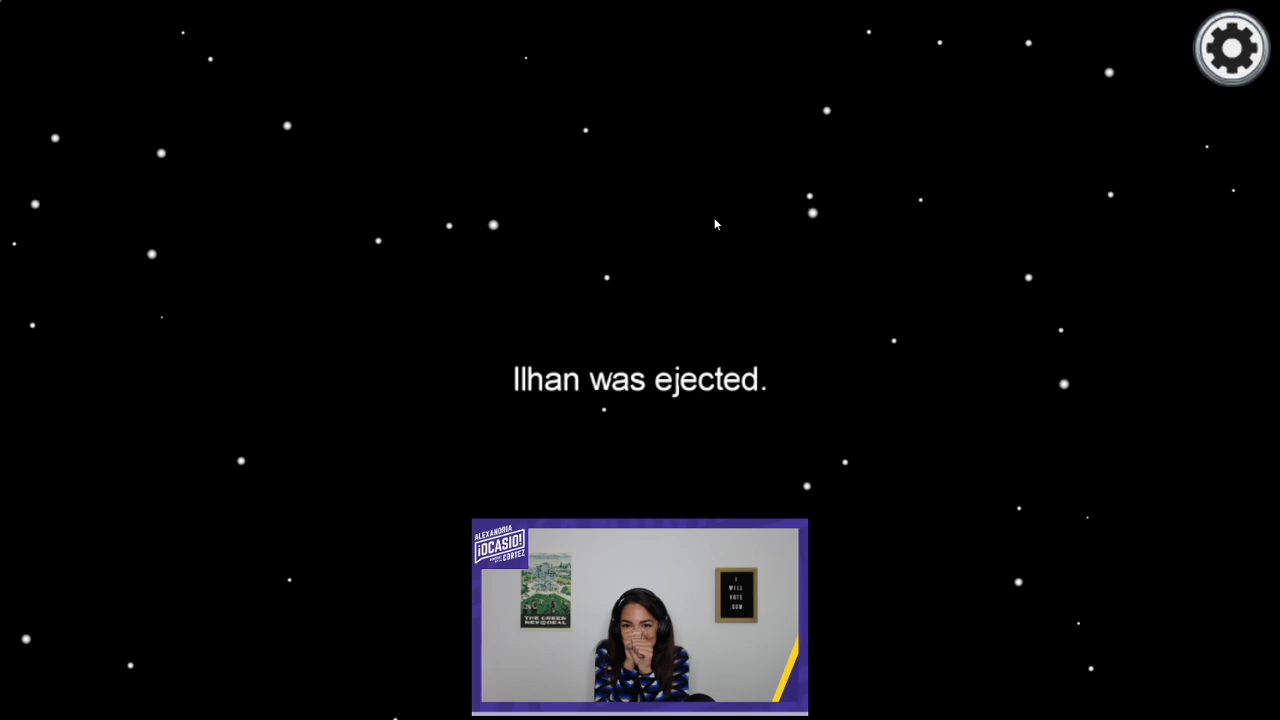 Ilhan was ejected.
ALEXANDRIA
¡OCASIO!
CORTEZ
THE GREEN
NEW DEAL
I
WILL
VOTE
.COM